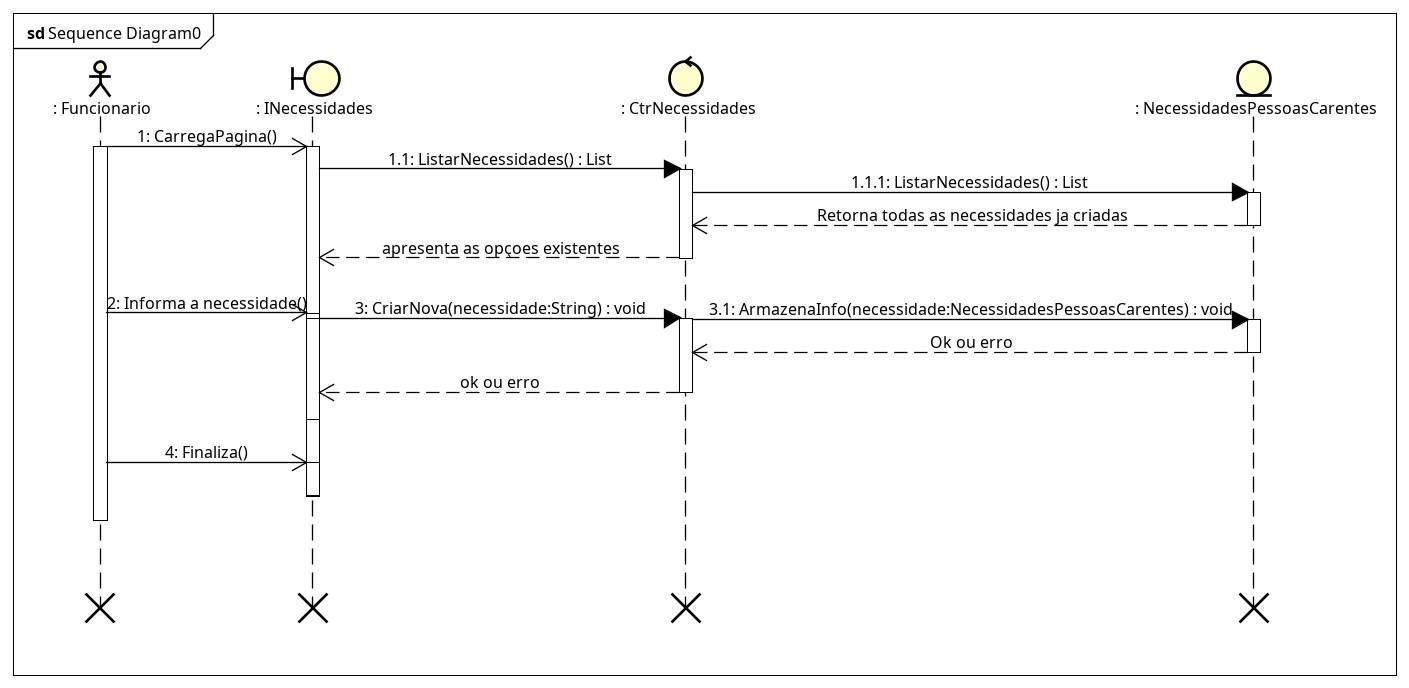 sd Sequence Diagram0
: Funcionario
: INecessidades
: CtrNecessidades
: NecessidadesPessoasCarentes
1: CarregaPagina()
1.1: ListarNecessidades() : List
1.1.1: ListarNecessidades() : List
Retorna todas as necessidades ja criadas
apresenta as opçoes existentes
2: Informa a necessidade()
3: CriarNova(necessidade:String) : void
3.1: ArmazenaInfo(necessidade:NecessidadesPessoasCarentes) : void
Ok ou erro
ok ou erro
4: Finaliza()